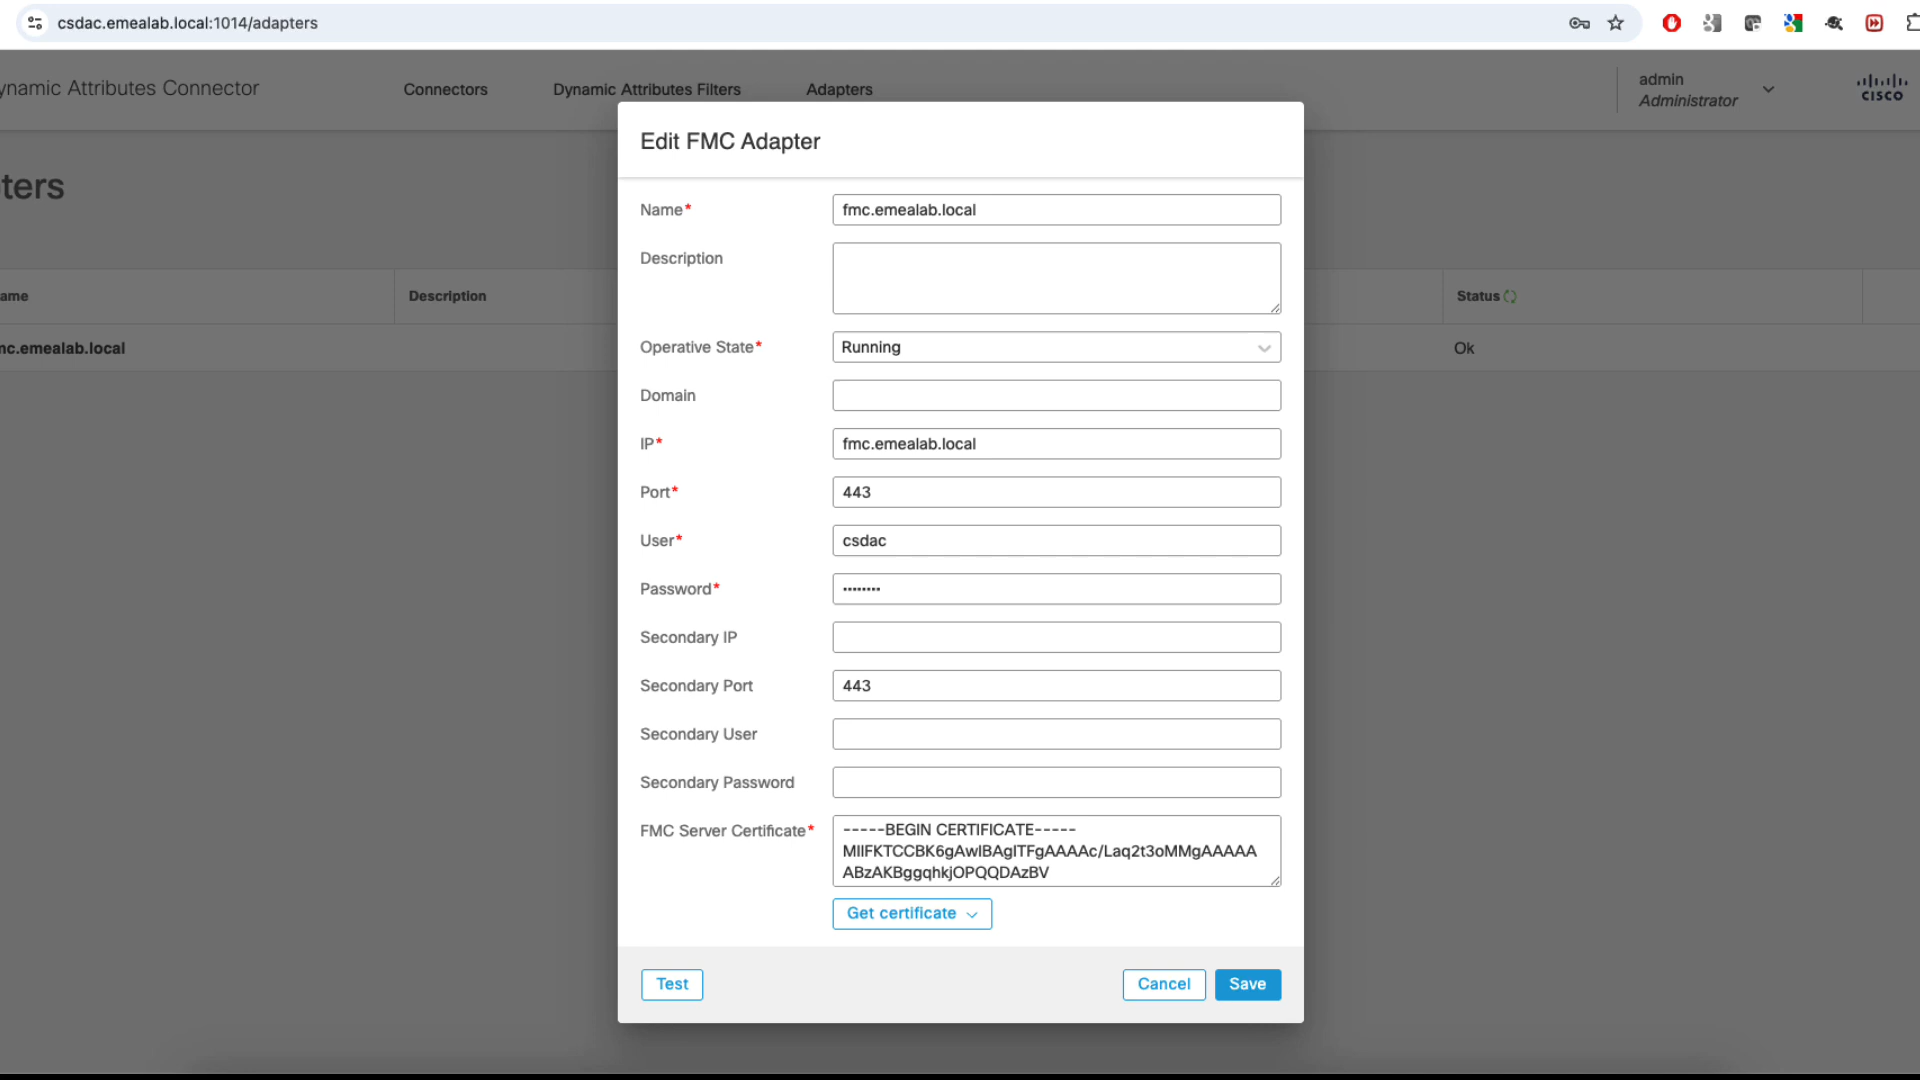 csdac.emealab.local:1014/adapters
ynamic Attributes Connector
Connectors
Dynamic Attributes Filters
Adapters
admin
Administrator
CISCO
Edit FMC Adapter
ters
Name*
fmc.emealab.local
Description
ame
Description
Status
mc.emealab.local
Operative State*
Running
Ok
Domain
IP*
fmc.emealab.local
Port*
443
User*
csdac
Password*
••••••••
Secondary IP
Secondary Port
443
Secondary User
Secondary Password
FMC Server Certificate*
-----BEGIN CERTIFICATE-----
MIIFKTCCBK6gAwIBAgITFgAAAAc/Laq2t3oMMgAAAAA
ABzAKBggqhkjOPQQDAzBV
Get certificate
Test
Cancel
Save